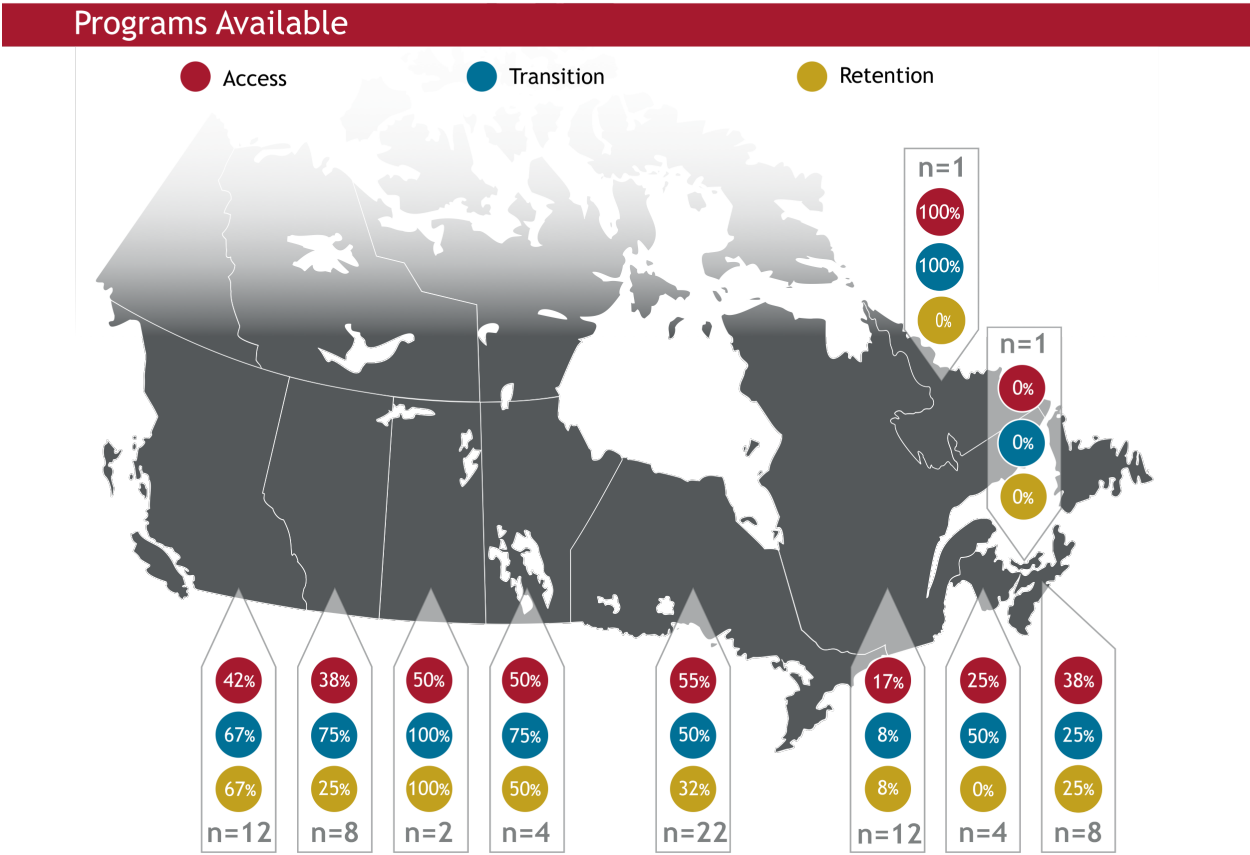 Programs Available
Access
Transition
Retention
n=1
100%
100%
0%
n=1
0%
0%
0%
42%
67%
67%
n=12
38%
75%
25%
n=8
50%
100%
100%
n=2
50%
75%
50%
n=4
55%
50%
32%
n=22
17%
8%
8%
n=12
25%
50%
0%
n=4
38%
25%
25%
n=8